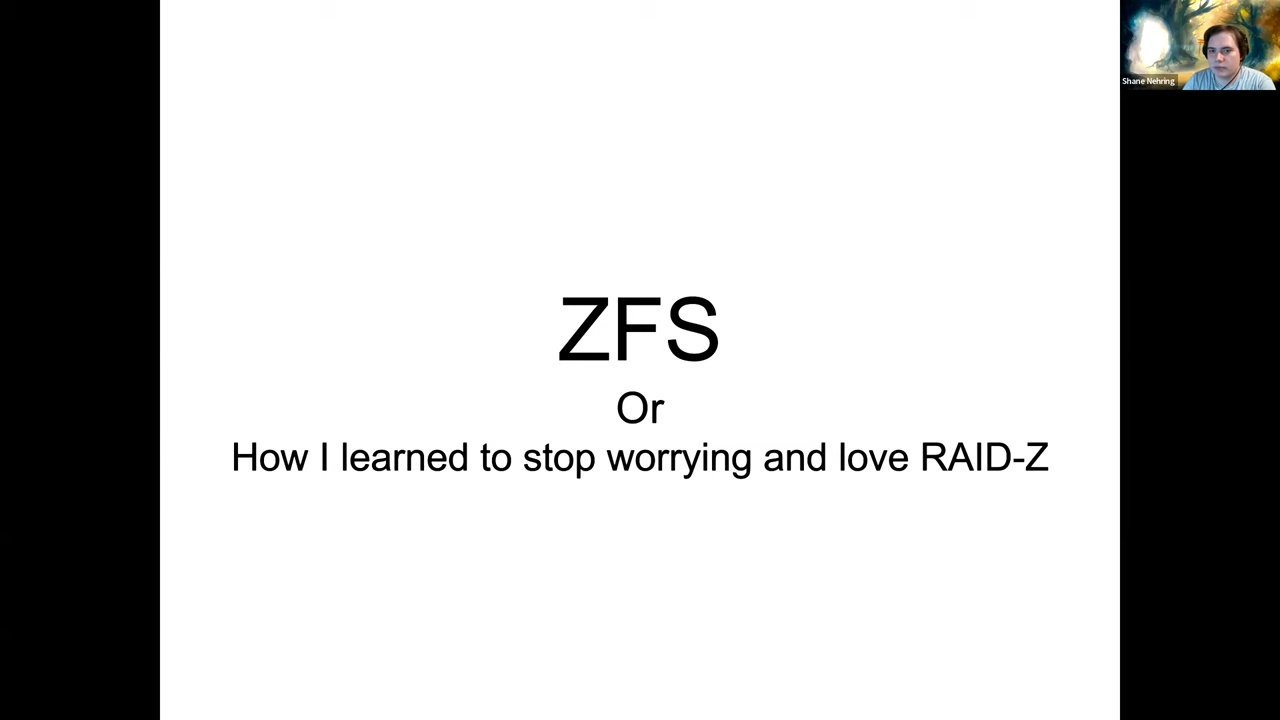 Shane Nehring
ZFS
Or
How I learned to stop worrying and love RAID-Z